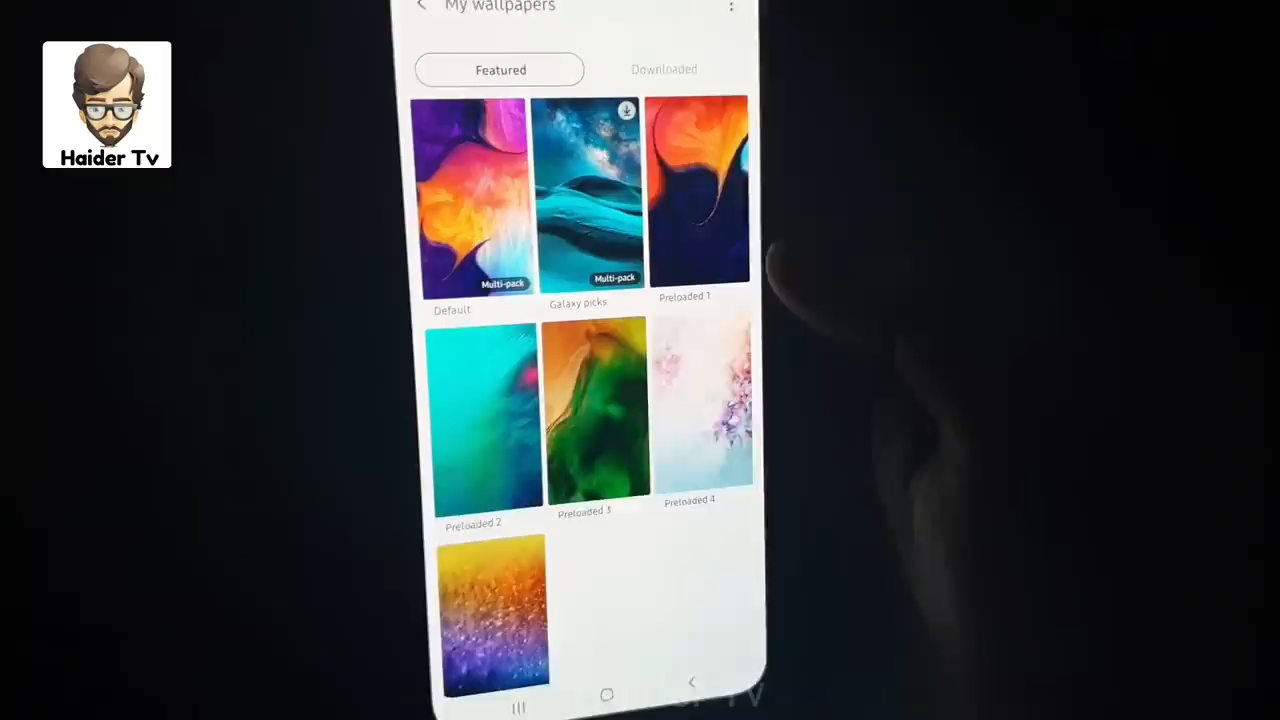 My wallpapers
Featured
Downloaded
Haider Tv
Multi-pack
Multi-pack
Default
Galaxy picks
Preloaded 1
Preloaded 2
Preloaded 3
Preloaded 4
Tv